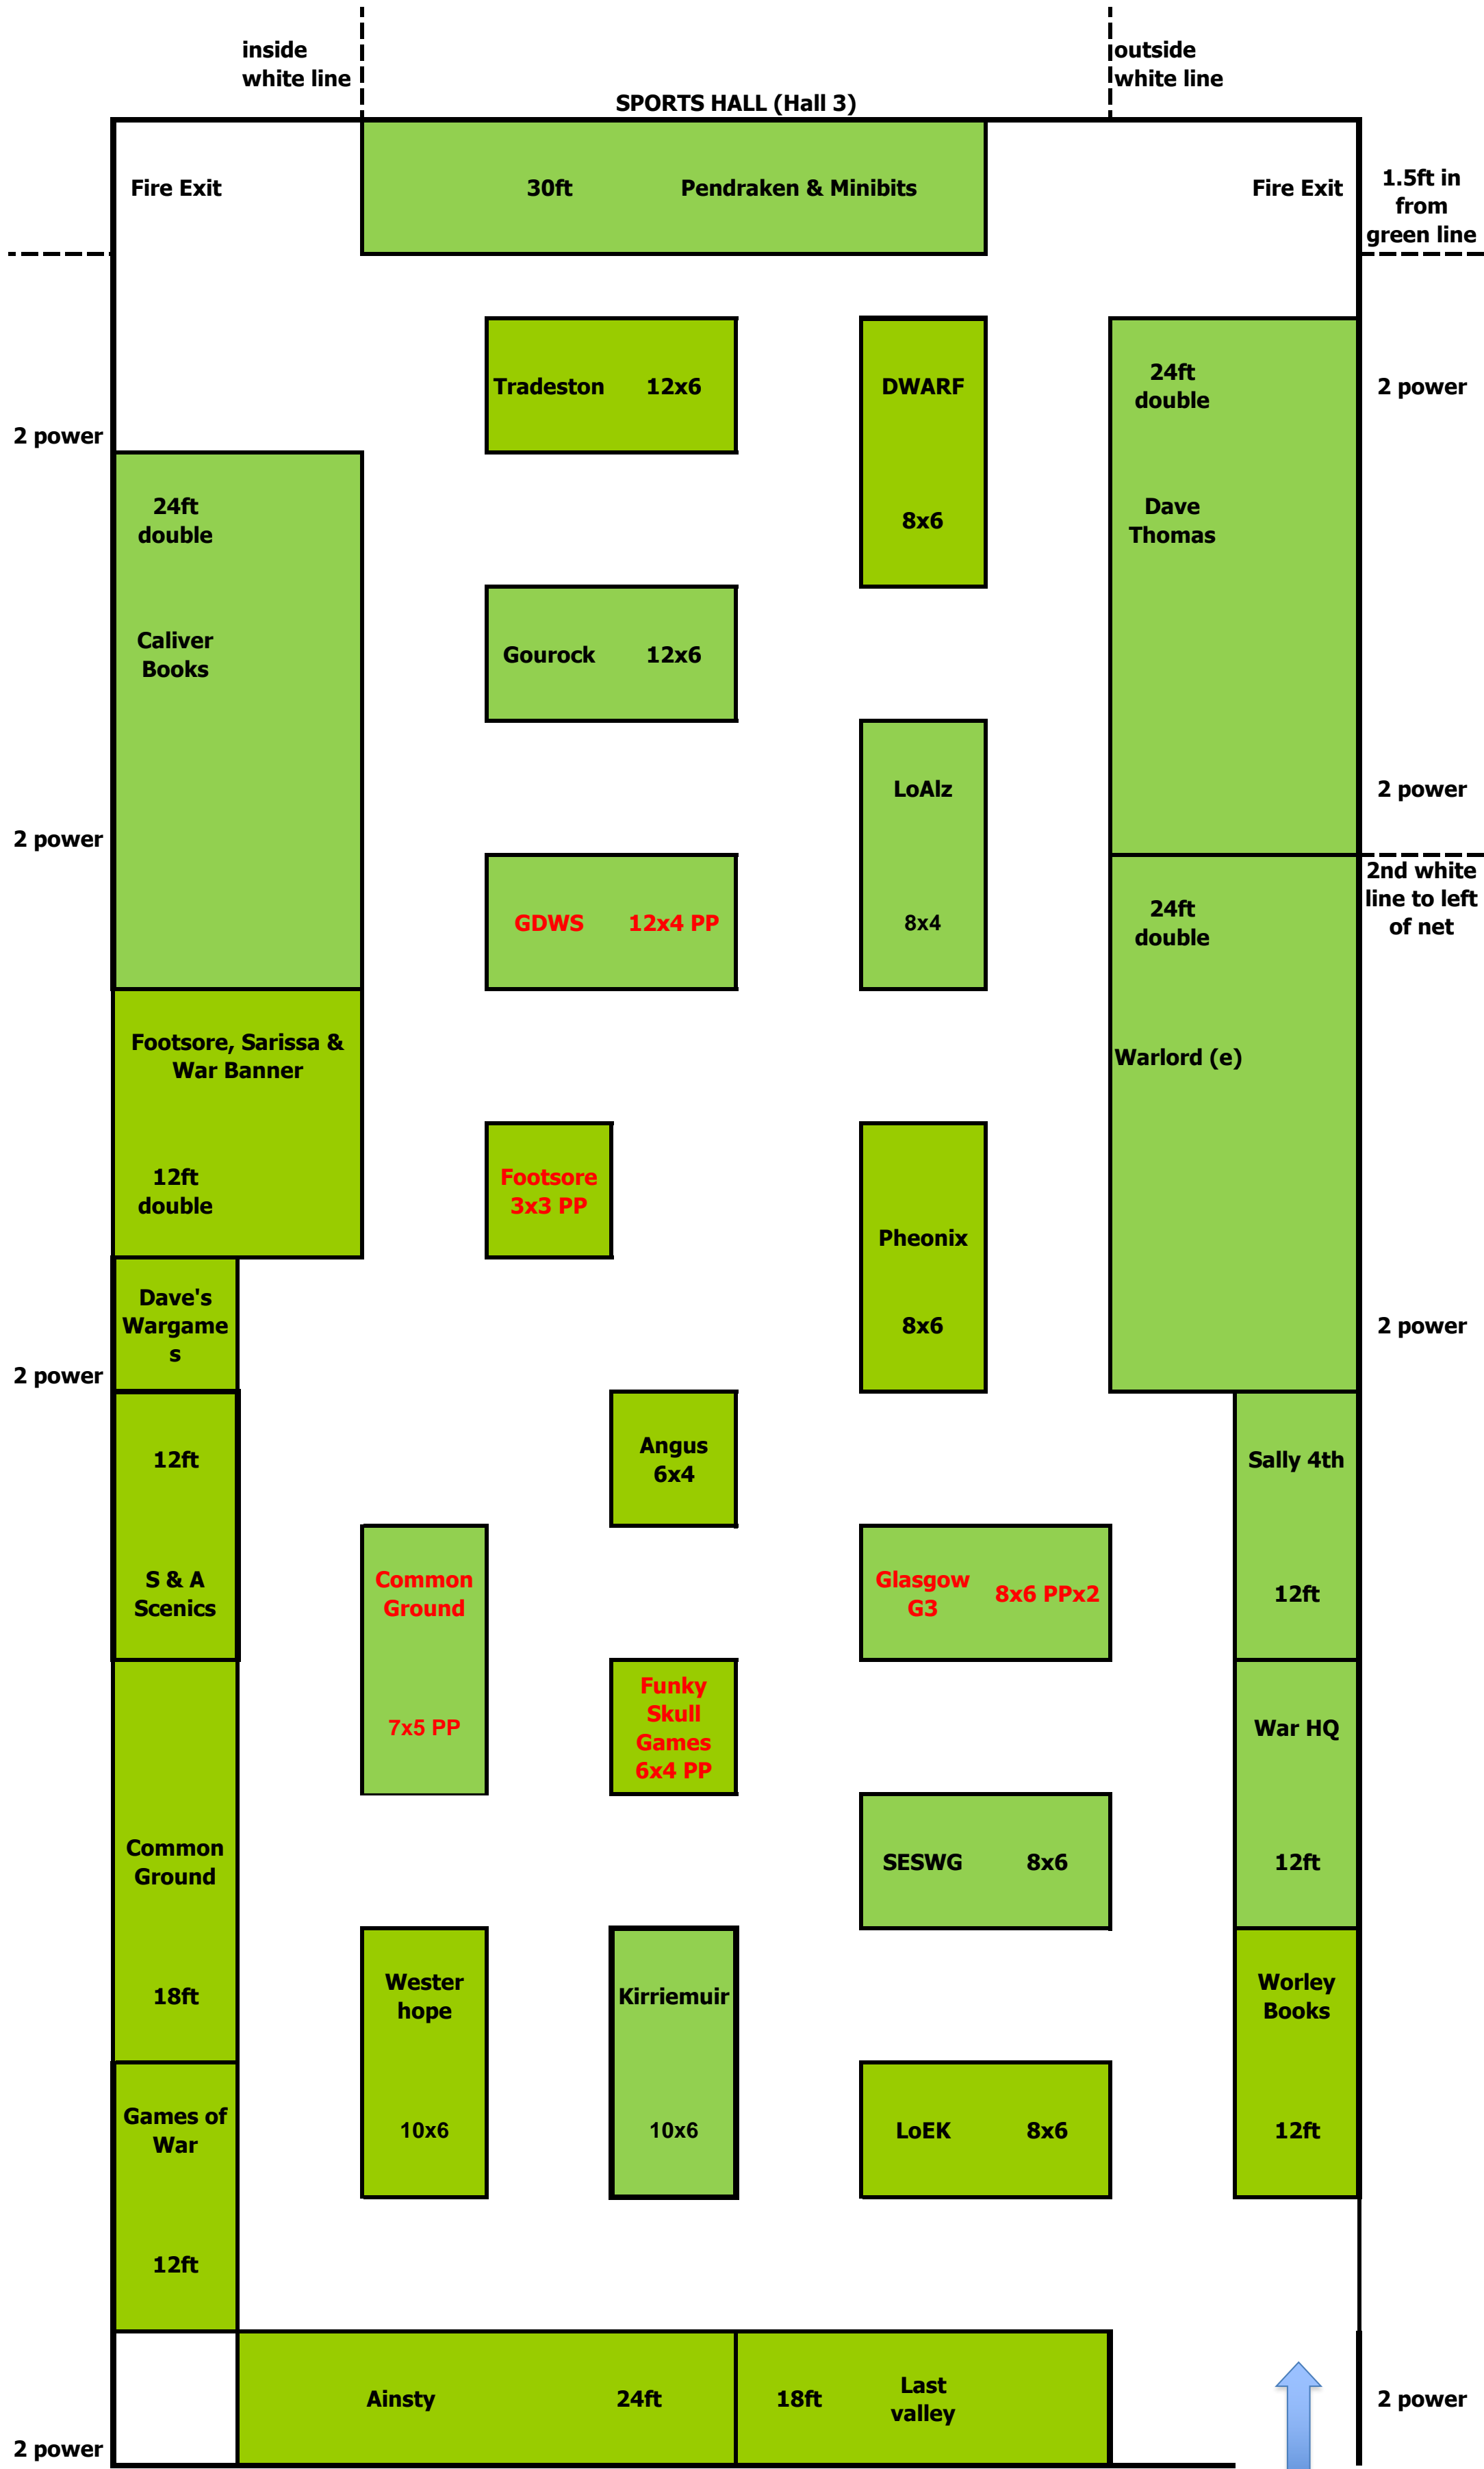 inside
white line
outside
white line
SPORTS HALL (Hall 3)
Fire Exit
30ft Pendraken & Minibits
Fire Exit
1.5ft in
from
green line
Tradeston 12x6
DWARF
8x6
24ft
double
Dave
Thomas
2 power
2 power
24ft
double
Caliver
Books
Gourock 12x6
LoAlz
8x4
2 power
2 power
GDWS 12x4 PP
2nd white
line to left
of net
24ft
double
Warlord (e)
Footsore, Sarissa &
War Banner
12ft
double
Footsore
3x3 PP
Pheonix
8x6
2 power
Dave's
Wargame
s
2 power
12ft
S & A
Scenics
Angus
6x4
Sally 4th
12ft
Common
Ground
7x5 PP
Glasgow
G3
8x6 PPx2
Funky
Skull
Games
6x4 PP
War HQ
12ft
Common
Ground
18ft
SESWG 8x6
Wester
hope
10x6
Kirriemuir
10x6
Worley
Books
12ft
Games of
War
12ft
LoEK 8x6
Ainsty 24ft
18ft
Last
valley
2 power
2 power